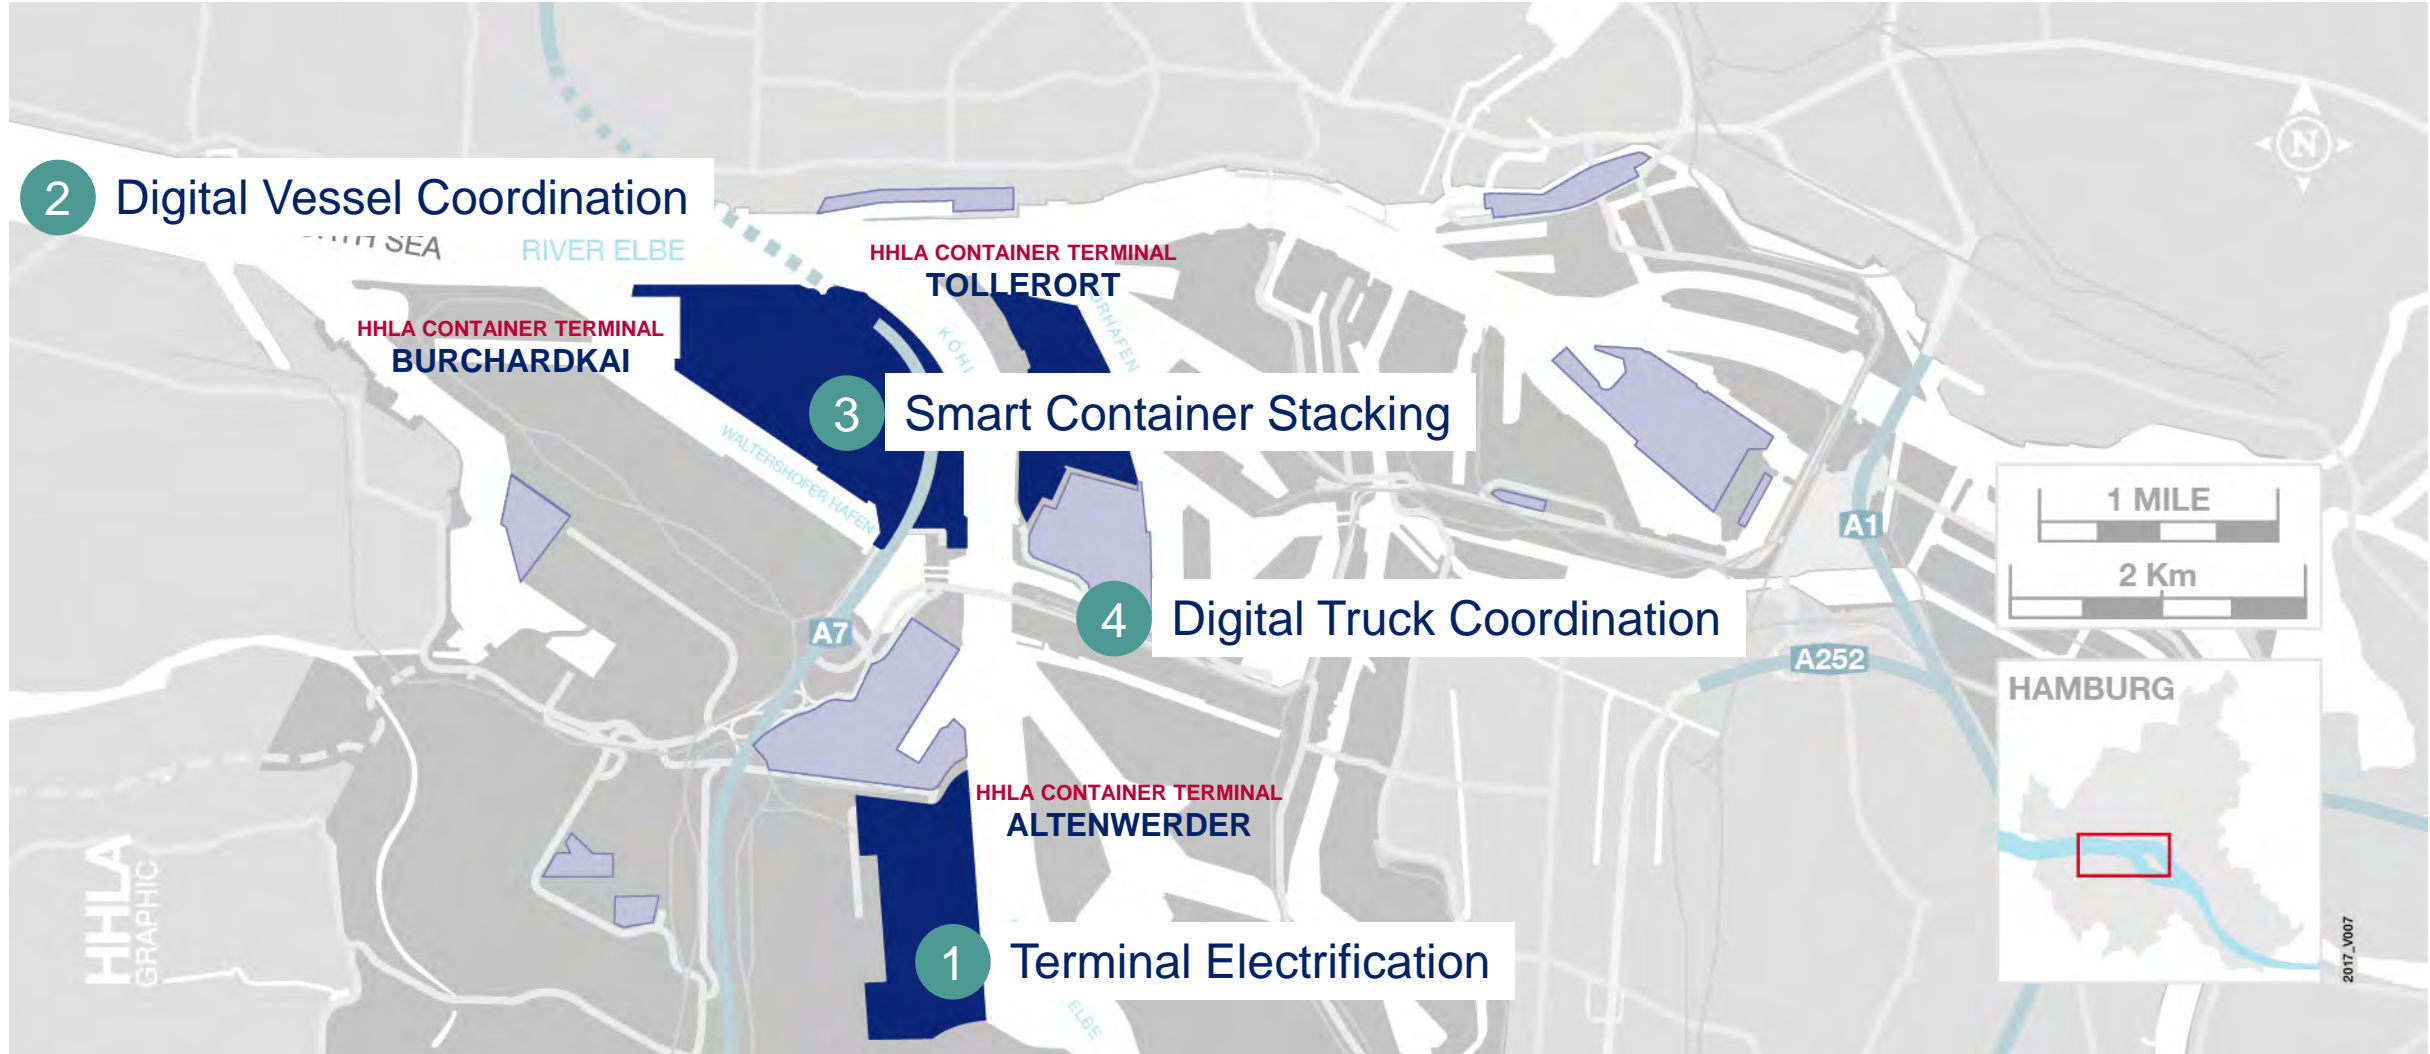 N
2 Digital Vessel Coordination
SEA
RIVER ELBE
HHLA CONTAINER TERMINAL
TOLLERORT
HHLA CONTAINER TERMINAL
BURCHARDKAI
3 Smart Container Stacking
WALTERSHOFER HAFEN
1 MILE
A1
2 Km
4 Digital Truck Coordination
A7
A252
HAMBURG
HHLA CONTAINER TERMINAL
ALTENWERDER
HHLA
GRAPHIC
1 Terminal Electrification
ELBE
2017_V007